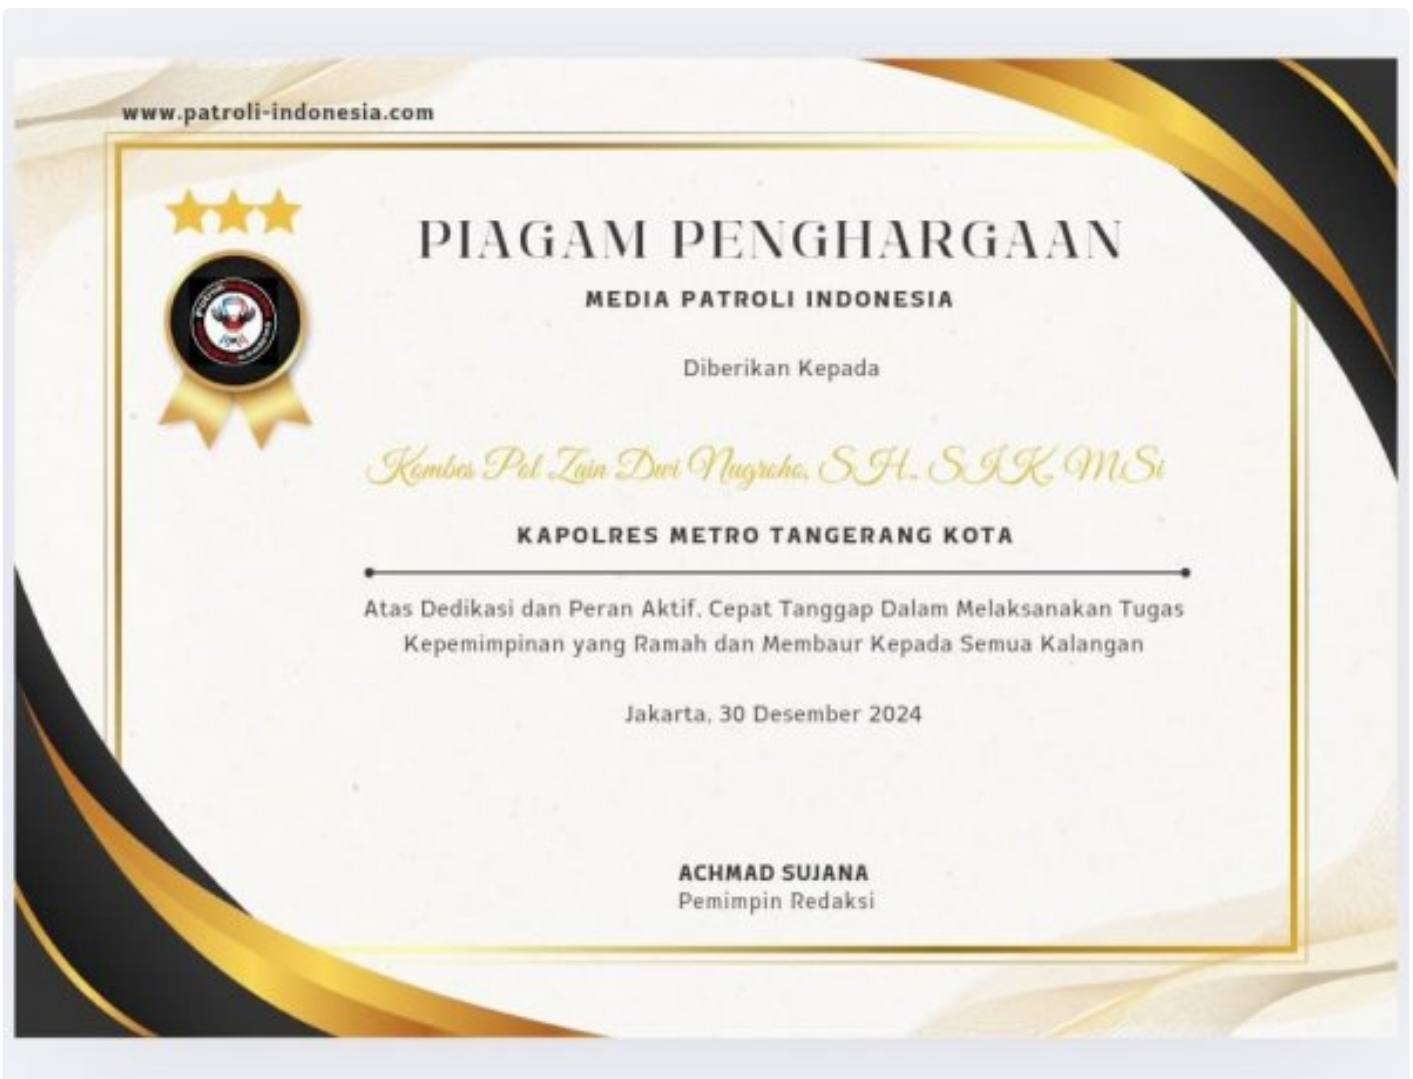 www.patroli-indonesia.com
PIAGAM PENGHARGAAN
MEDIA PATROLI INDONESIA
Diberikan Kepada
Kombes Pol Zain Dwi Nugroho, S.H., S.I.K, M.Si
KAPOLRES METRO TANGERANG KOTA
Atas Dedikasi dan Peran Aktif. Cepat Tanggap Dalam Melaksanakan Tugas
Kepemimpinan yang Ramah dan Membaur Kepada Semua Kalangan
Jakarta, 30 Desember 2024
ACHMAD SUJANA
Pemimpin Redaksi